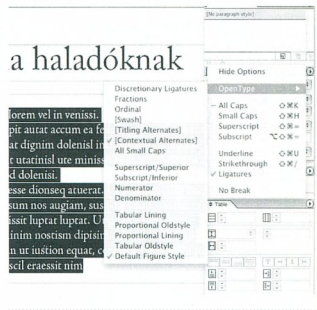 [No paragraph style]
a haladóknak
lorem vel in venissi.
pit autat accum ea fe
at dignim dolenisl in
t utatinisl ute miniss
d dolenisi.
esse dionseq atuerat.
sum nos augiam, sus
issit luptat luptat. Ut
inim nostism dipisin
n ut iustion equat, co
scil eraessit nim
Discretionary Ligatures
Fractions
Ordinal
[Swash]
[Titling Alternates]
✓ [Contextual Alternates]
All Small Caps
Superscript/Superior
Subscript/Inferior
Numerator
Denominator
Tabular Lining
Proportional Oldstyle
Proportional Lining
Tabular Oldstyle
✓ Default Figure Style
Hide Options
OpenType
– All Caps ⇧⌘K
Small Caps ⇧⌘H
Superscript ⇧⌘=
Subscript ⌥⇧⌘=
Underline ⇧⌘U
Strikethrough ⇧⌘/
✓ Ligatures
No Break
Table